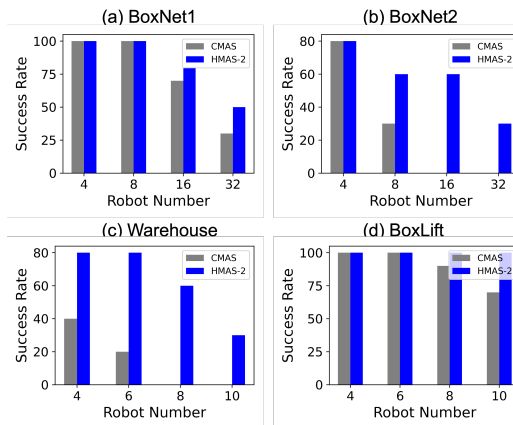 (a) BoxNet1
100
75
50
25
0
Success Rate
CMAS
HMAS-2
4 8 16 32
Robot Number
(b) BoxNet2
80
60
40
20
0
Success Rate
CMAS
HMAS-2
4 8 16 32
Robot Number
(c) Warehouse
80
60
40
20
0
Success Rate
CMAS
HMAS-2
4 6 8 10
Robot Number
(d) BoxLift
100
75
50
25
0
Success Rate
CMAS
HMAS-2
4 6 8 10
Robot Number